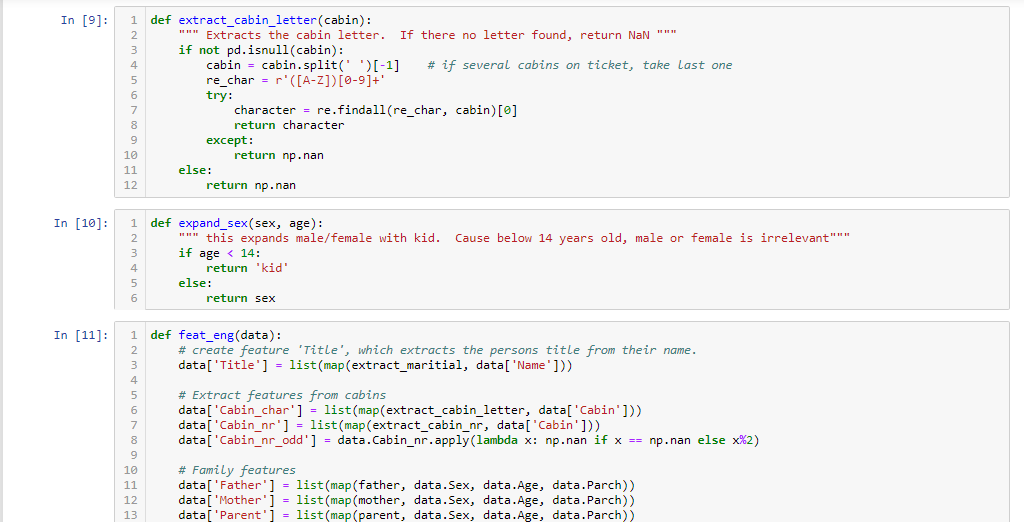 In [9]:
1 def extract_cabin_letter(cabin):
2     """ Extracts the cabin letter.  If there no letter found, return NaN """
3     if not pd.isnull(cabin):
4         cabin = cabin.split(' ')[-1]    # if several cabins on ticket, take last one
5         re_char = r'([A-Z])[0-9]+'
6         try:
7             character = re.findall(re_char, cabin)[0]
8             return character
9         except:
10             return np.nan
11     else:
12         return np.nan
In [10]:
1 def expand_sex(sex, age):
2     """ this expands male/female with kid.  Cause below 14 years old, male or female is irrelevant"""
3     if age < 14:
4         return 'kid'
5     else:
6         return sex
In [11]:
1 def feat_eng(data):
2     # create feature 'Title', which extracts the persons title from their name.
3     data['Title'] = list(map(extract_maritial, data['Name']))
4
5     # Extract features from cabins
6     data['Cabin_char'] = list(map(extract_cabin_letter, data['Cabin']))
7     data['Cabin_nr'] = list(map(extract_cabin_nr, data['Cabin']))
8     data['Cabin_nr_odd'] = data.Cabin_nr.apply(lambda x: np.nan if x == np.nan else x%2)
9
10     # Family features
11     data['Father'] = list(map(father, data.Sex, data.Age, data.Parch))
12     data['Mother'] = list(map(mother, data.Sex, data.Age, data.Parch))
13     data['Parent'] = list(map(parent, data.Sex, data.Age, data.Parch))